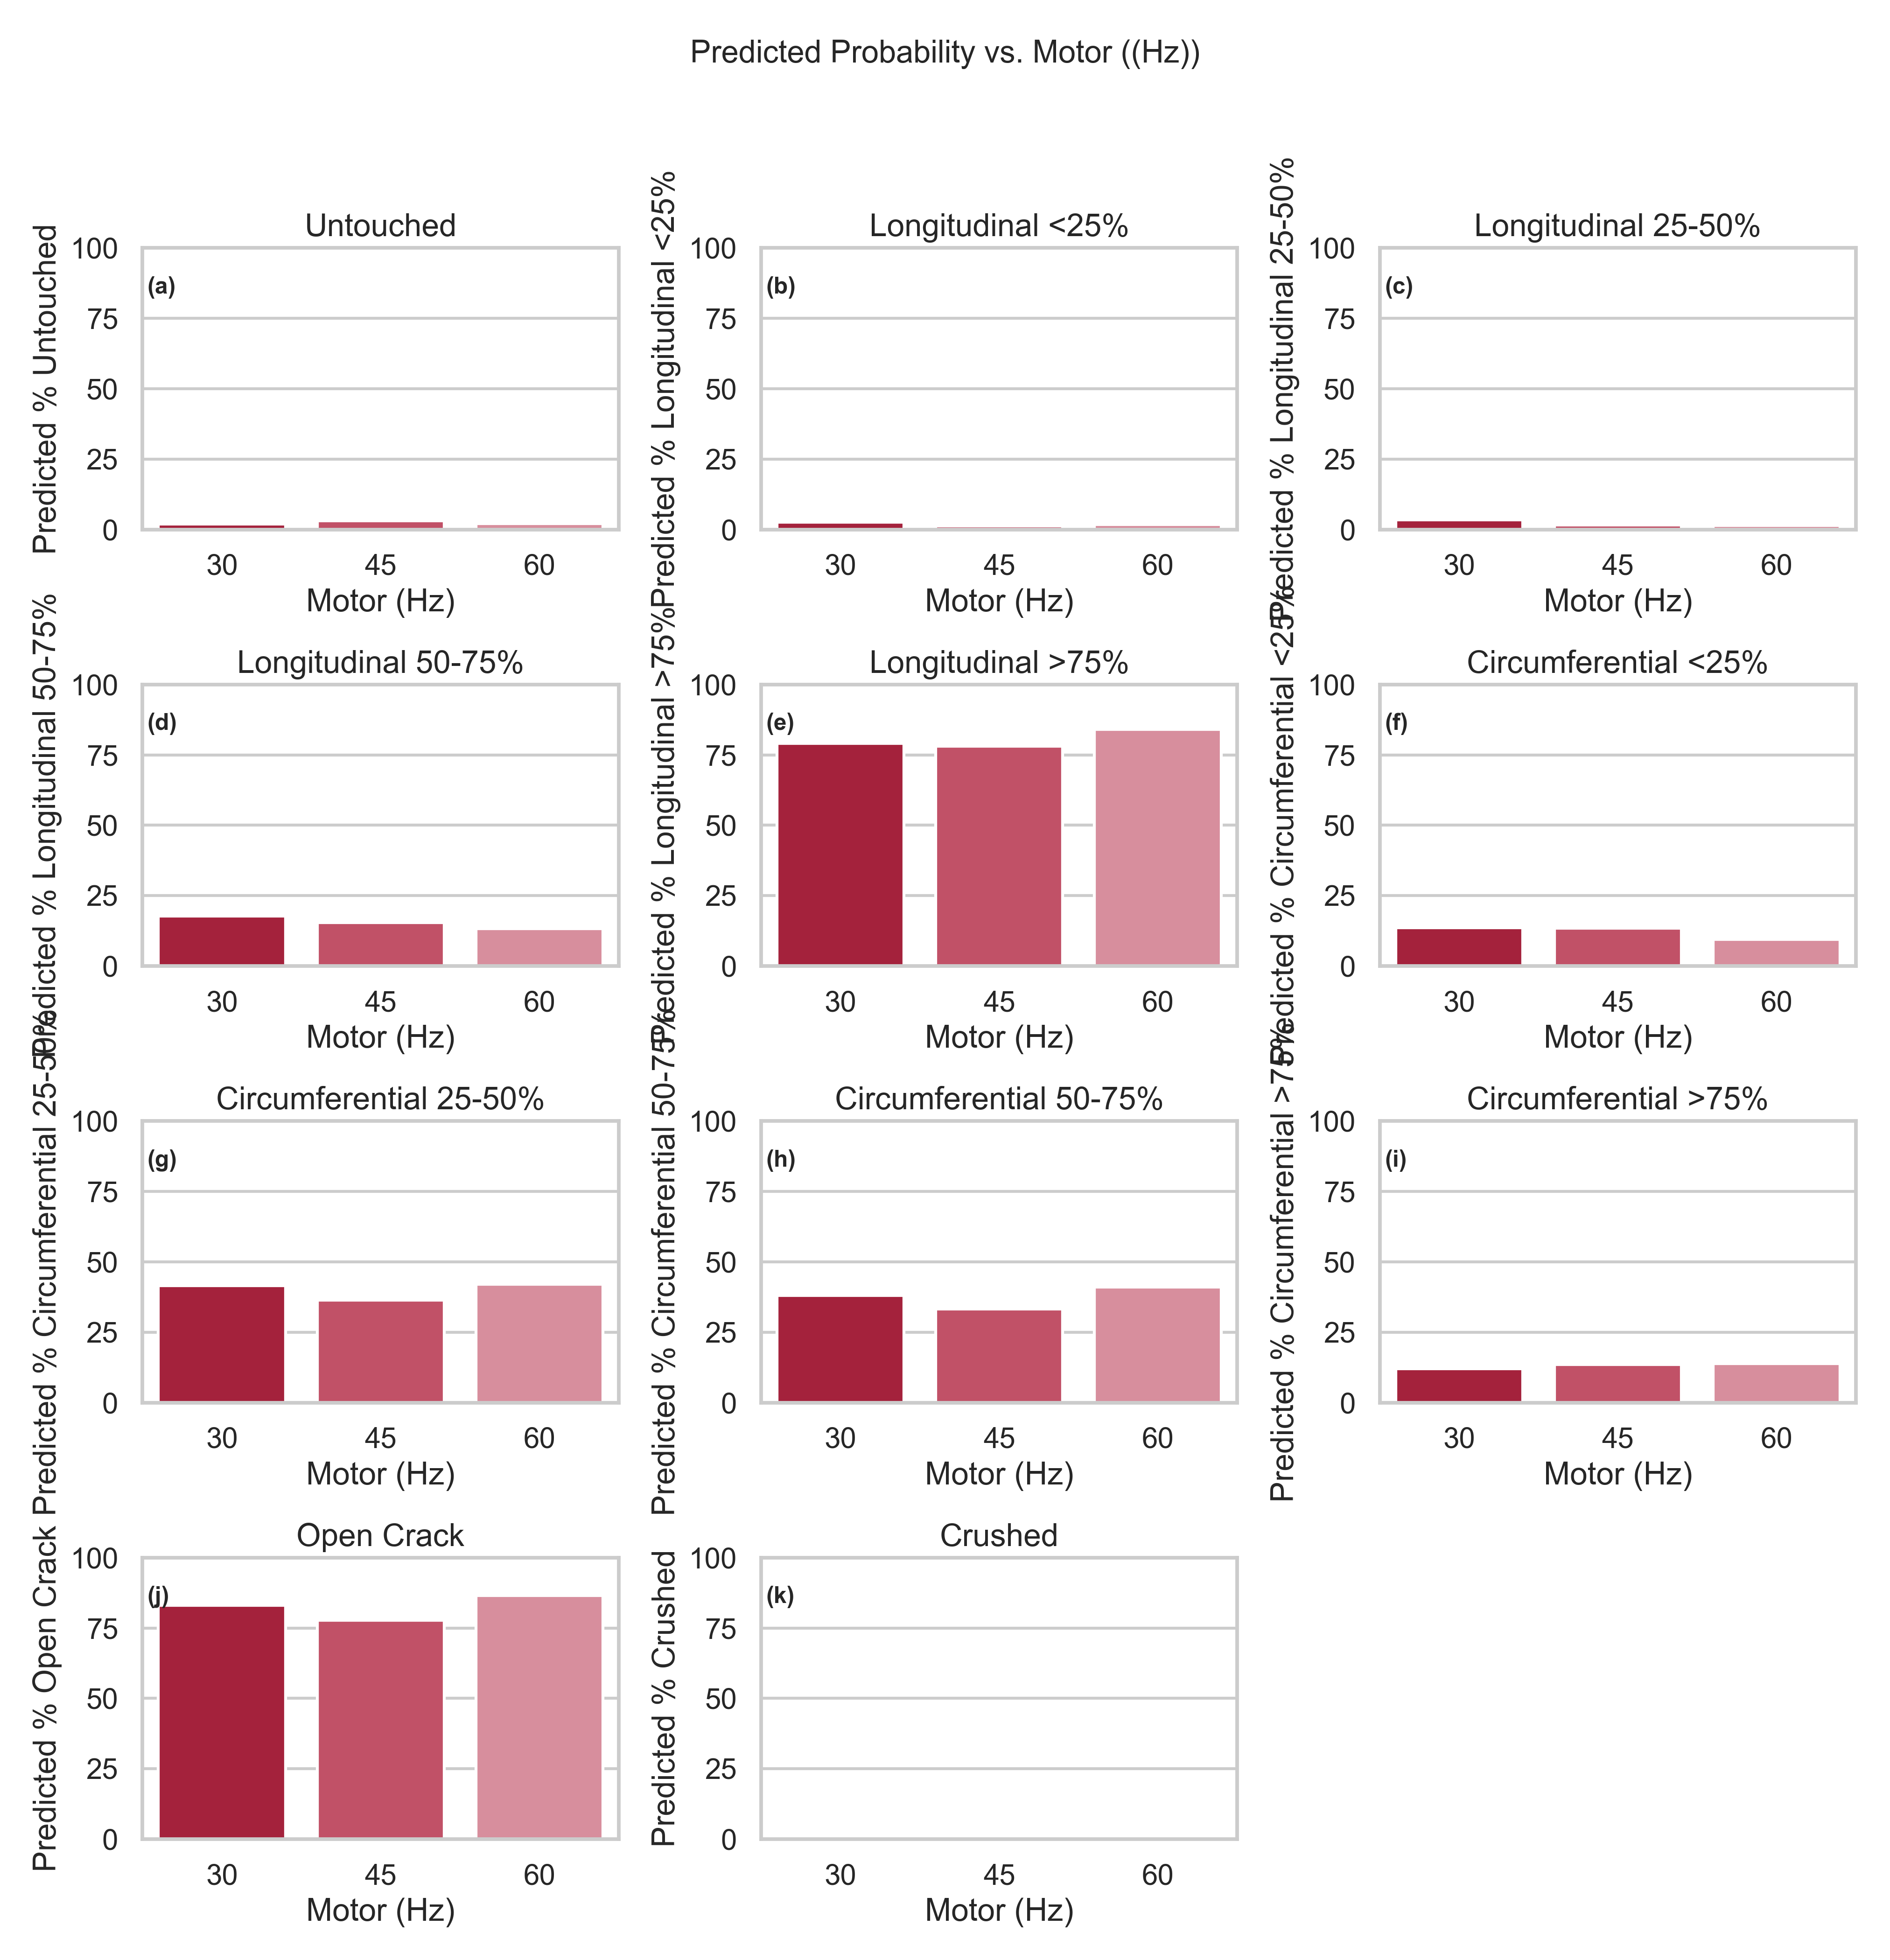 Predicted Probability vs. Motor ((Hz))
Untouched
Predicted % Untouched
100
75
50
25
0
(a)
30 45 60
Motor (Hz)
Longitudinal <25%
Predicted % Longitudinal <25%
100
75
50
25
0
(b)
30 45 60
Motor (Hz)
Longitudinal 25-50%
Predicted % Longitudinal 25-50%
100
75
50
25
0
(c)
30 45 60
Motor (Hz)
Longitudinal 50-75%
Predicted % Longitudinal 50-75%
100
75
50
25
0
(d)
30 45 60
Motor (Hz)
Longitudinal >75%
Predicted % Longitudinal >75%
100
75
50
25
0
(e)
30 45 60
Motor (Hz)
Circumferential <25%
Predicted % Circumferential <25%
100
75
50
25
0
(f)
30 45 60
Motor (Hz)
Circumferential 25-50%
Predicted % Circumferential 25-50%
100
75
50
25
0
(g)
30 45 60
Motor (Hz)
Circumferential 50-75%
Predicted % Circumferential 50-75%
100
75
50
25
0
(h)
30 45 60
Motor (Hz)
Circumferential >75%
Predicted % Circumferential >75%
100
75
50
25
0
(i)
30 45 60
Motor (Hz)
Open Crack
Predicted % Open Crack
100
75
50
25
0
(j)
30 45 60
Motor (Hz)
Crushed
Predicted % Crushed
100
75
50
25
0
(k)
30 45 60
Motor (Hz)